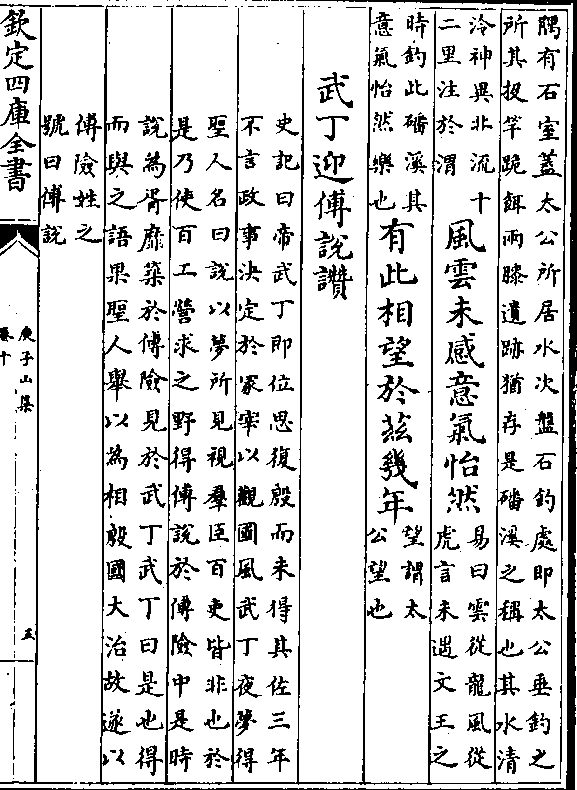 隅有石室蓋太公所居水次盤石釣處即太公垂釣之
所其投竿跪餌兩膝遺跡猶存是磻溪之稱也其水清
泠神異北流十
二里注於渭
風雲未感意氣怡然
易曰雲從龍風從
虎言未遇文王之
時釣此磻溪其
意氣怡然樂也
有此相望於茲幾年
望謂太
公望也
武丁迎傅說讚
史記曰帝武丁即位思復殷而未得其佐三年
不言政事決定於冢宰以觀國風武丁夜夢得
聖人名曰說以夢所見視羣臣百吏皆非也於
是乃使百工營求之野得傅說於傅險中是時
說為胥靡築於傅險見於武丁武丁曰是也得
而與之語果聖人舉以為相殷國大治故遂以
傅險姓之
號曰傅說
欽定四庫全書
庾子山集
卷十
五